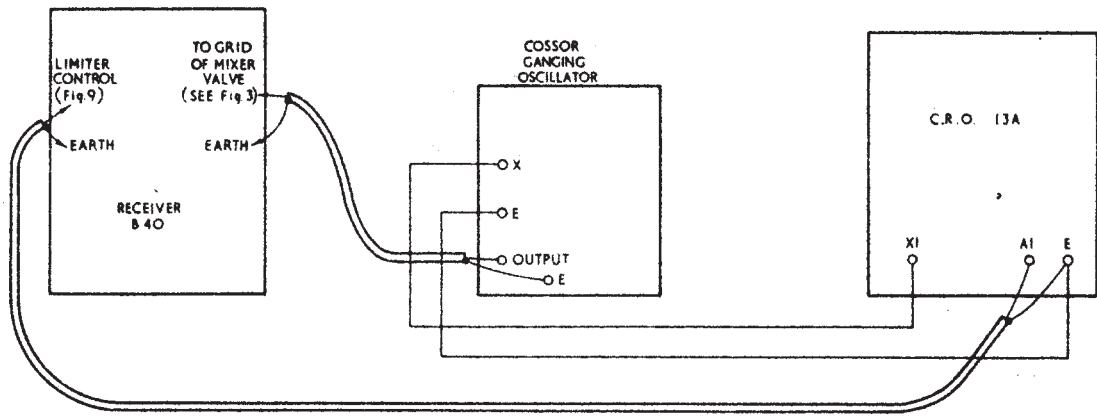 LIMITER
CONTROL
(Fig.9)
EARTH
TO GRID
OF MIXER
VALVE
(SEE Fig.3)
EARTH
RECEIVER
B 40
COSSOR
GANGING
OSCILLATOR
X
E
OUTPUT
E
C.R.O. 13A
X1
A1
E